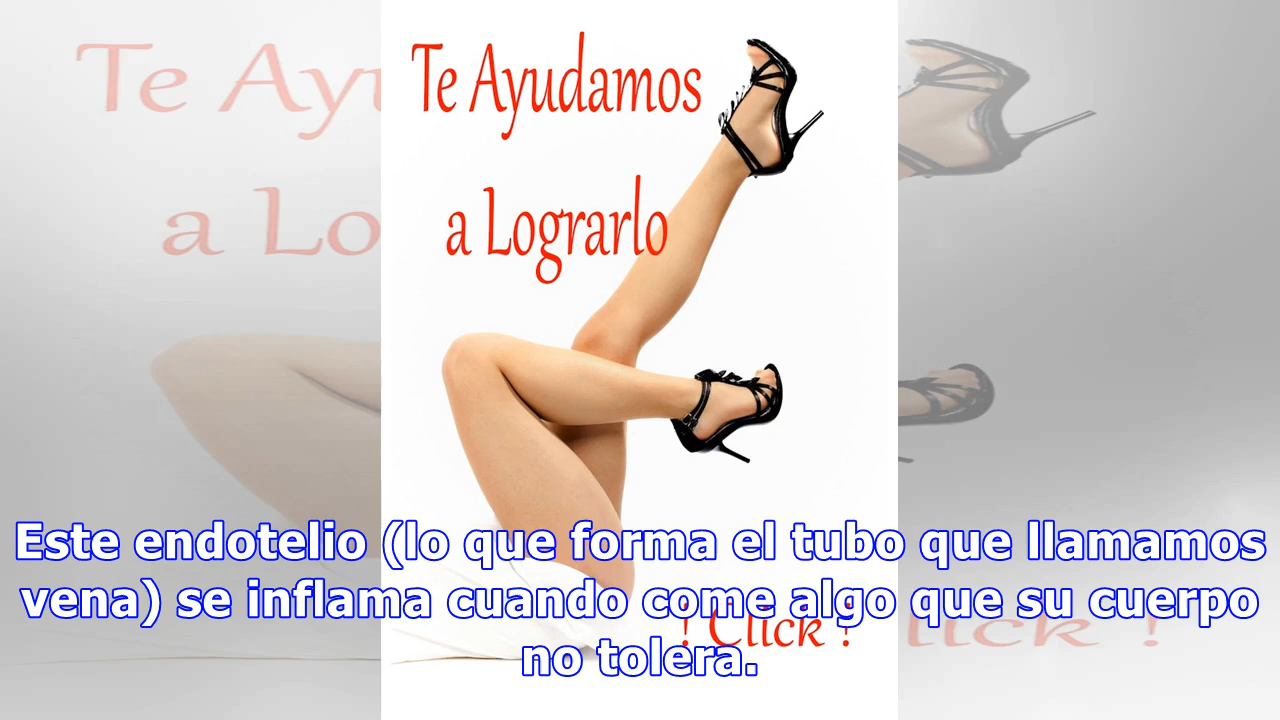 Te Ayudamos
a Lograrlo
Este endotelio (lo que forma el tubo que llamamos
vena) se inflama cuando come algo que su cuerpo
no tolera.
! Click !